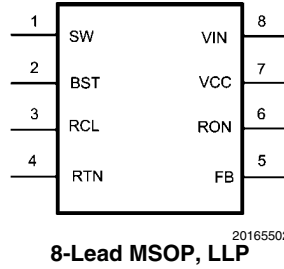 1 SW VIN 8
2 BST VCC 7
3 RCL RON 6
4 RTN FB 5
20165502
8-Lead MSOP, LLP